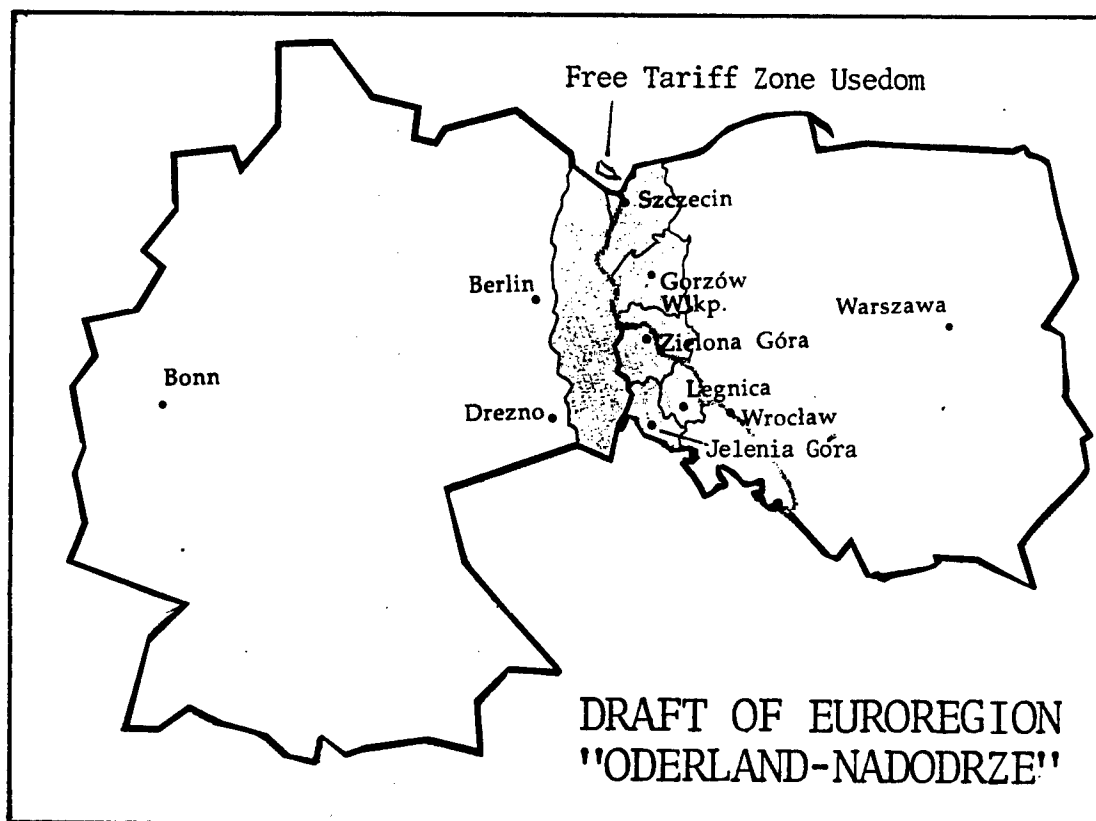 Free Tariff Zone Usedom
Szczecin
Berlin
Gorzów
Wlkp.
Warszawa
Zielona Góra
Bonn
Legnica
Drezno
Wrocław
Jelenia Góra
DRAFT OF EUROREGION
"ODERLAND-NADODRZE"